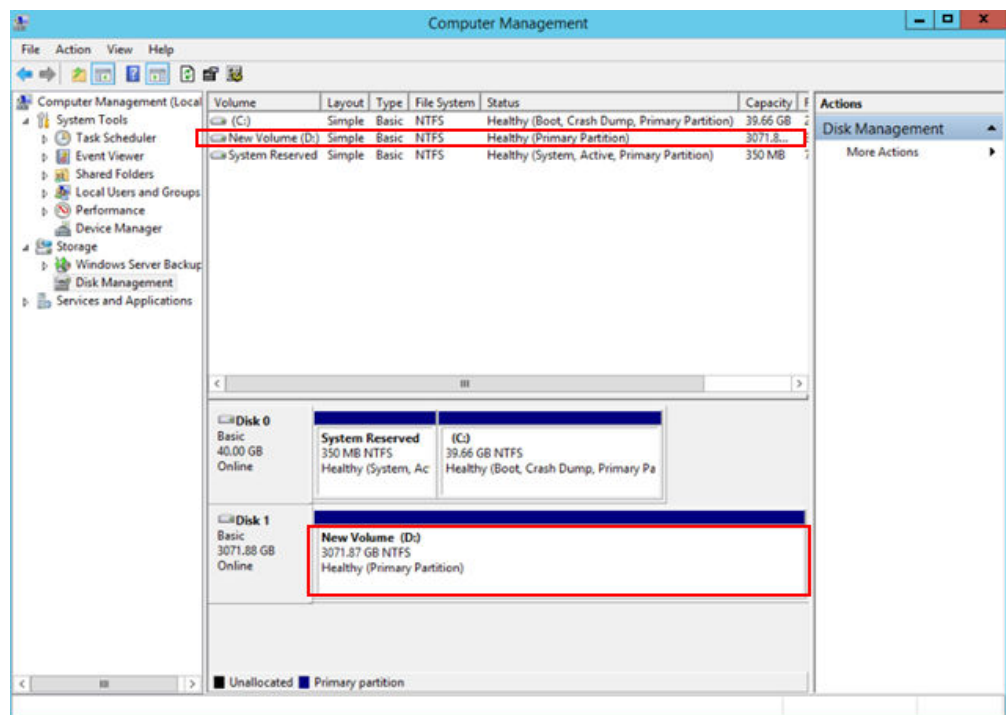 Computer Management
File Action View Help
Computer Management (Local
System Tools
Task Scheduler
Event Viewer
Shared Folders
Local Users and Groups
Performance
Device Manager
Storage
Windows Server Backup
Disk Management
Services and Applications
Volume Layout Type File System Status Capacity
(C:) Simple Basic NTFS Healthy (Boot, Crash Dump, Primary Partition) 39.66 GB
New Volume (D:) Simple Basic NTFS Healthy (Primary Partition) 3071.8...
System Reserved Simple Basic NTFS Healthy (System, Active, Primary Partition) 350 MB
Disk 0
Basic
40.00 GB
Online
System Reserved
350 MB NTFS
Healthy (System, Ac
(C:)
39.66 GB NTFS
Healthy (Boot, Crash Dump, Primary Pa
Disk 1
Basic
3071.88 GB
Online
New Volume (D:)
3071.87 GB NTFS
Healthy (Primary Partition)
Unallocated Primary partition
Actions
Disk Management
More Actions